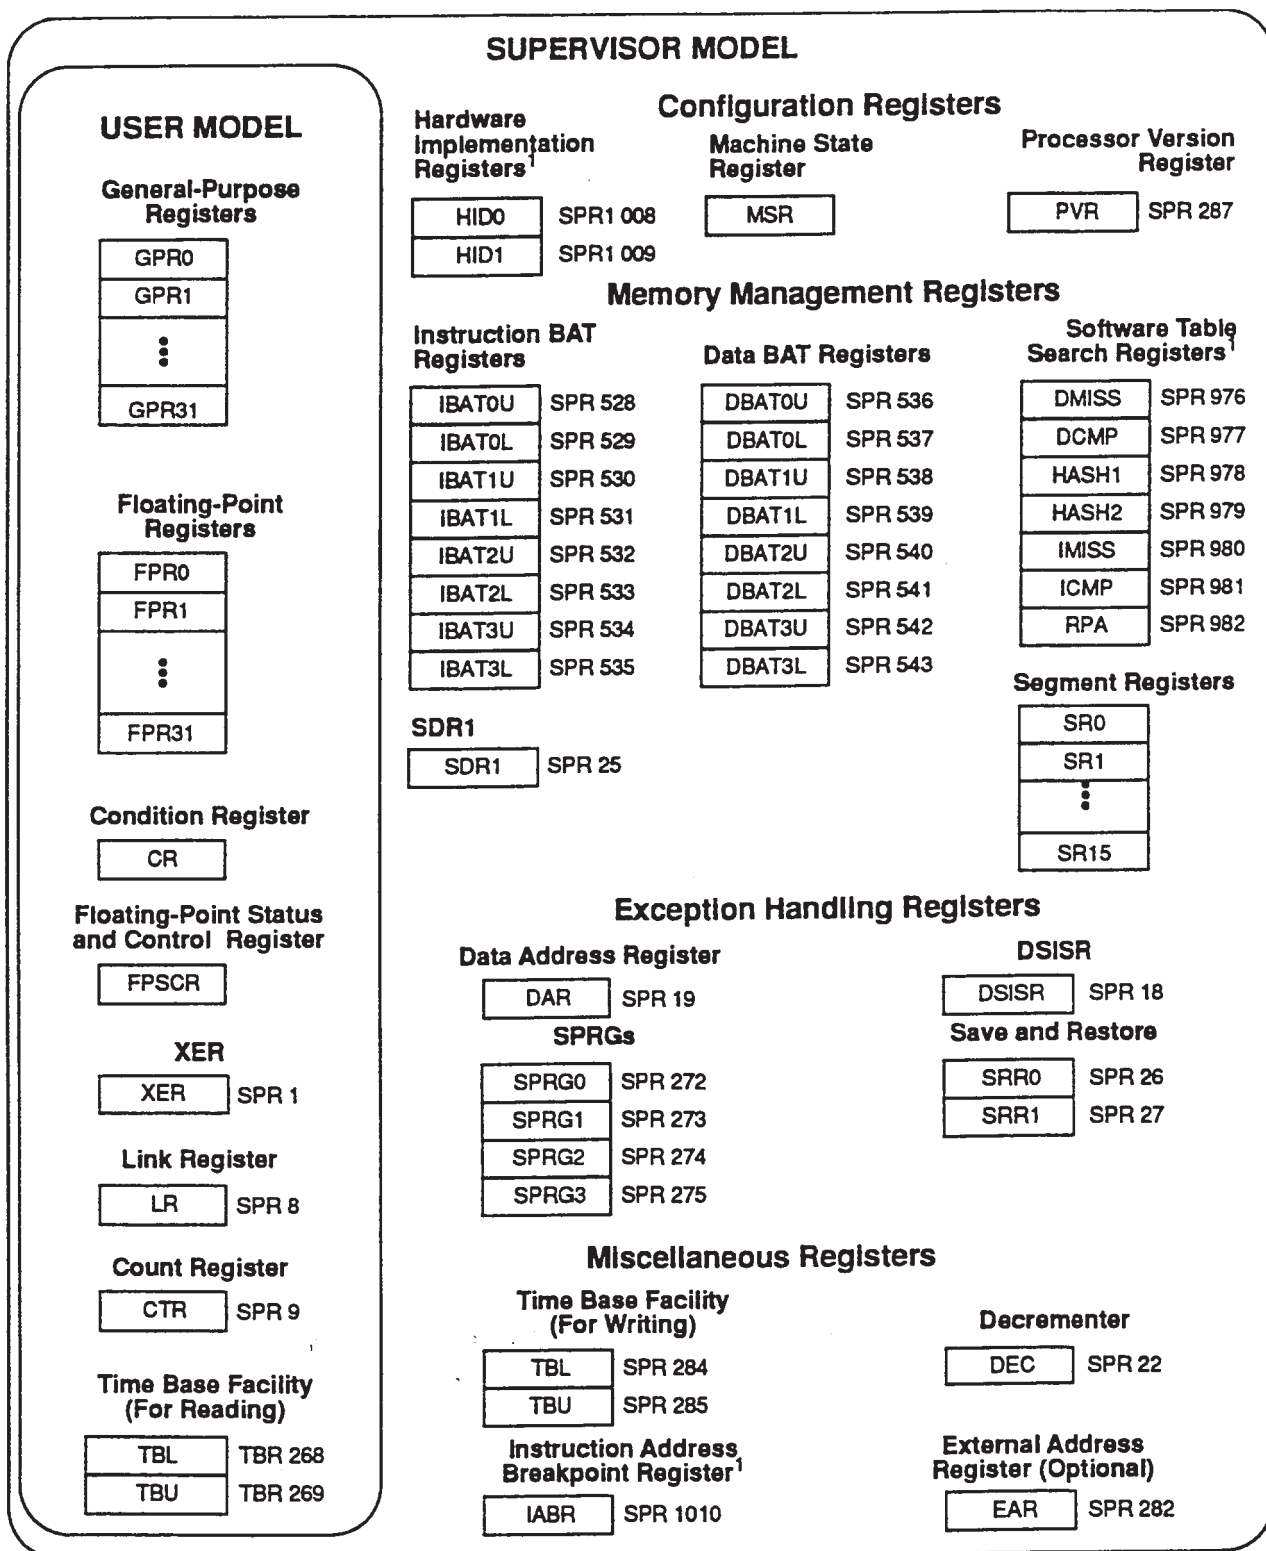 SUPERVISOR MODEL
USER MODEL
General-Purpose
Registers
GPR0
GPR1
GPR31
Floating-Point
Registers
FPR0
FPR1
FPR31
Condition Register
CR
Floating-Point Status
and Control Register
FPSCR
XER
XER SPR 1
Link Register
LR SPR 8
Count Register
CTR SPR 9
Time Base Facility
(For Reading)
TBL TBR 268
TBU TBR 269
Configuration Registers
Hardware
Implementation
Registers¹
HID0 SPR1 008
HID1 SPR1 009
Machine State
Register
MSR
Processor Version
Register
PVR SPR 287
Memory Management Registers
Instruction BAT
Registers
IBAT0U SPR 528
IBAT0L SPR 529
IBAT1U SPR 530
IBAT1L SPR 531
IBAT2U SPR 532
IBAT2L SPR 533
IBAT3U SPR 534
IBAT3L SPR 535
Data BAT Registers
DBAT0U SPR 536
DBAT0L SPR 537
DBAT1U SPR 538
DBAT1L SPR 539
DBAT2U SPR 540
DBAT2L SPR 541
DBAT3U SPR 542
DBAT3L SPR 543
Software Table
Search Registers¹
DMISS SPR 976
DCMP SPR 977
HASH1 SPR 978
HASH2 SPR 979
IMISS SPR 980
ICMP SPR 981
RPA SPR 982
SDR1
SDR1 SPR 25
Segment Registers
SR0
SR1
SR15
Exception Handling Registers
Data Address Register
DAR SPR 19
SPRGs
SPRG0 SPR 272
SPRG1 SPR 273
SPRG2 SPR 274
SPRG3 SPR 275
DSISR
DSISR SPR 18
Save and Restore
SRR0 SPR 26
SRR1 SPR 27
Miscellaneous Registers
Time Base Facility
(For Writing)
TBL SPR 284
TBU SPR 285
Decrementer
DEC SPR 22
Instruction Address
Breakpoint Register¹
IABR SPR 1010
External Address
Register (Optional)
EAR SPR 282